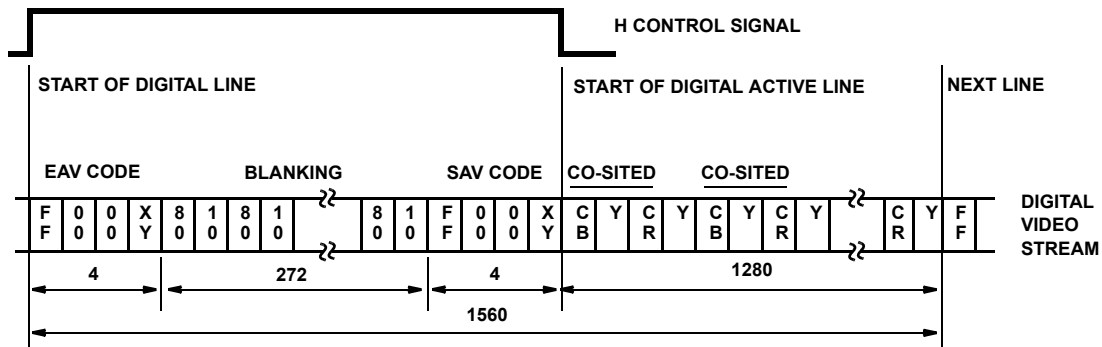 H CONTROL SIGNAL
START OF DIGITAL LINE START OF DIGITAL ACTIVE LINE NEXT LINE
EAV CODE BLANKING SAV CODE CO-SITED CO-SITED
F 0 0 X 8 1 8 1 8 1 F 0 0 X C Y C Y C Y C Y C Y F
F 0 0 Y 0 0 0 0 0 0 F 0 0 Y B R B R R F
DIGITAL
VIDEO
STREAM
4 272 4 1280
1560